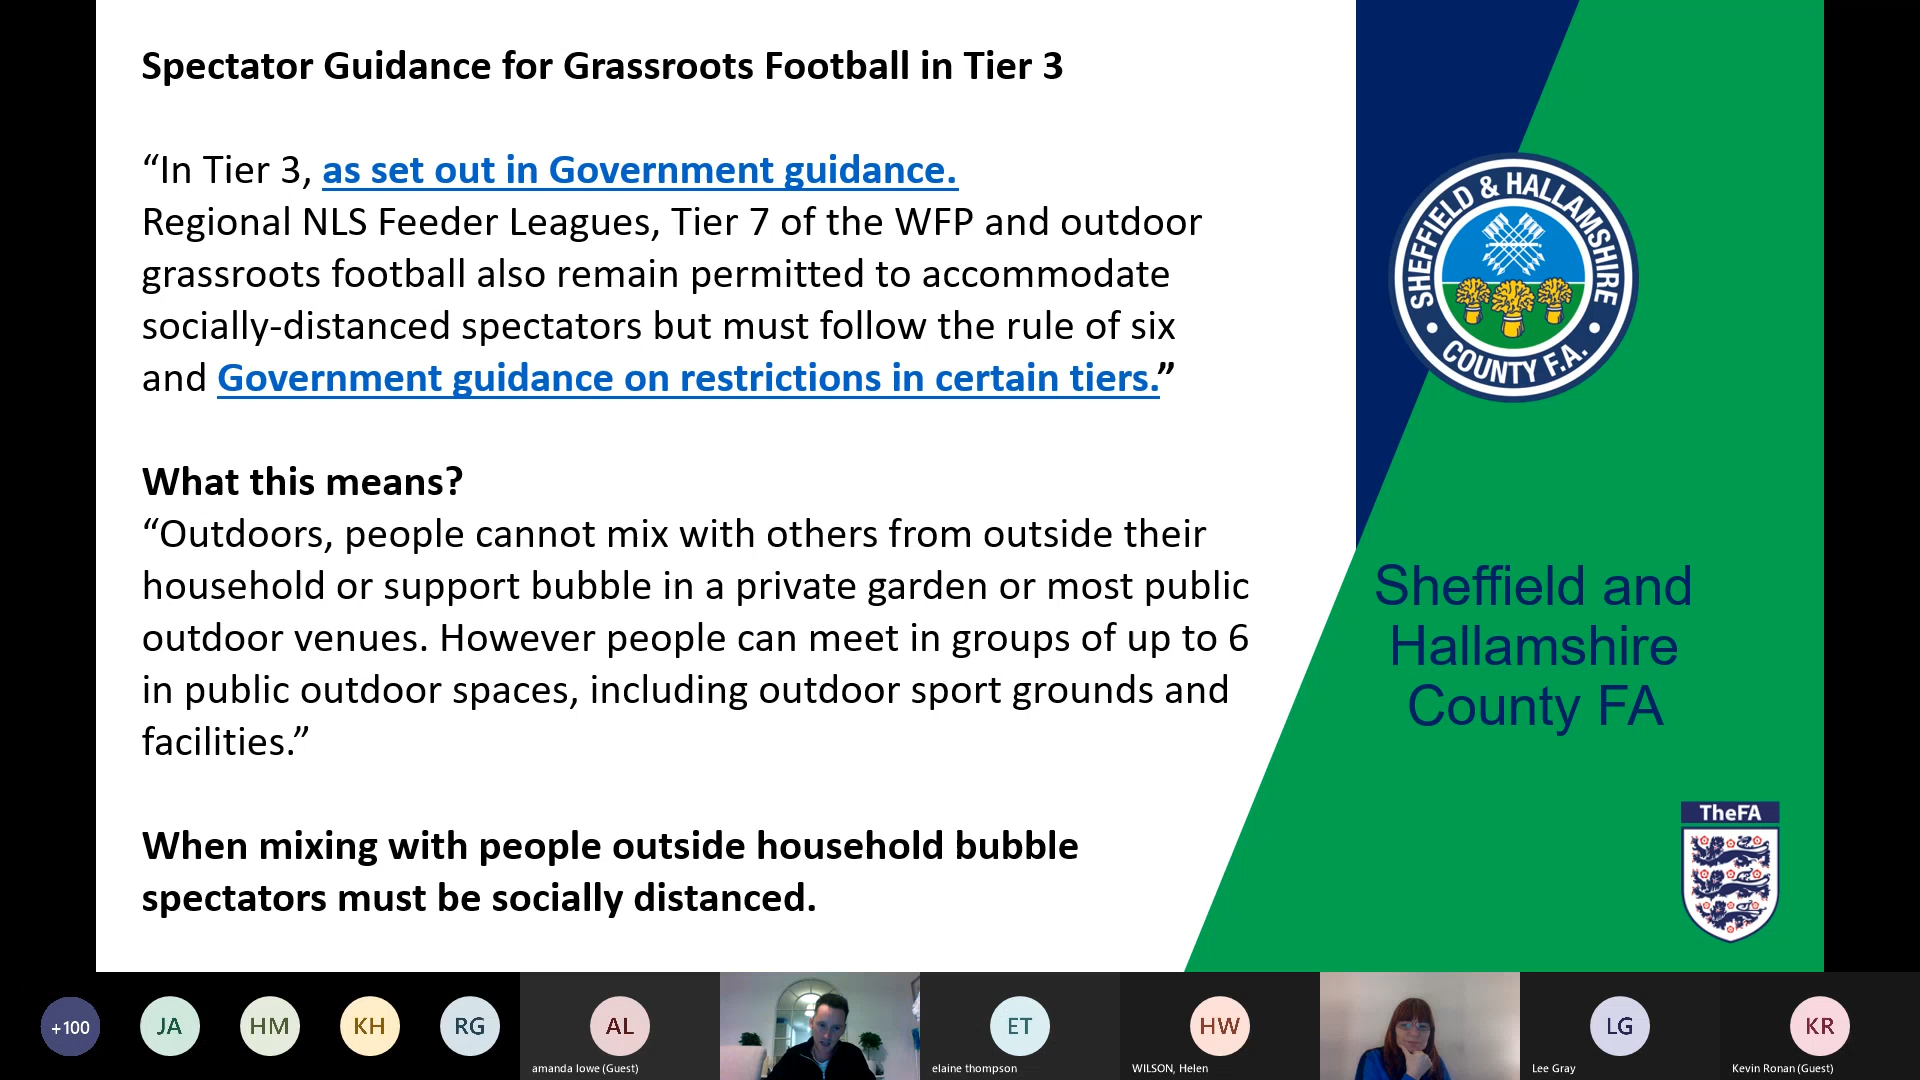 Spectator Guidance for Grassroots Football in Tier 3
“In Tier 3, as set out in Government guidance.
Regional NLS Feeder Leagues, Tier 7 of the WFP and outdoor
grassroots football also remain permitted to accommodate
socially-distanced spectators but must follow the rule of six
and Government guidance on restrictions in certain tiers.”
What this means?
“Outdoors, people cannot mix with others from outside their
household or support bubble in a private garden or most public
outdoor venues. However people can meet in groups of up to 6
in public outdoor spaces, including outdoor sport grounds and
facilities.”
When mixing with people outside household bubble
spectators must be socially distanced.
SHEFFIELD & HALLAMSHIRE
• COUNTY F.A. •
Sheffield and
Hallamshire
County FA
TheFA
+100
JA
HM
KH
RG
AL
amanda lowe (Guest)
ET
elaine thompson
HW
WILSON, Helen
LG
Lee Gray
KR
Kevin Ronan (Guest)